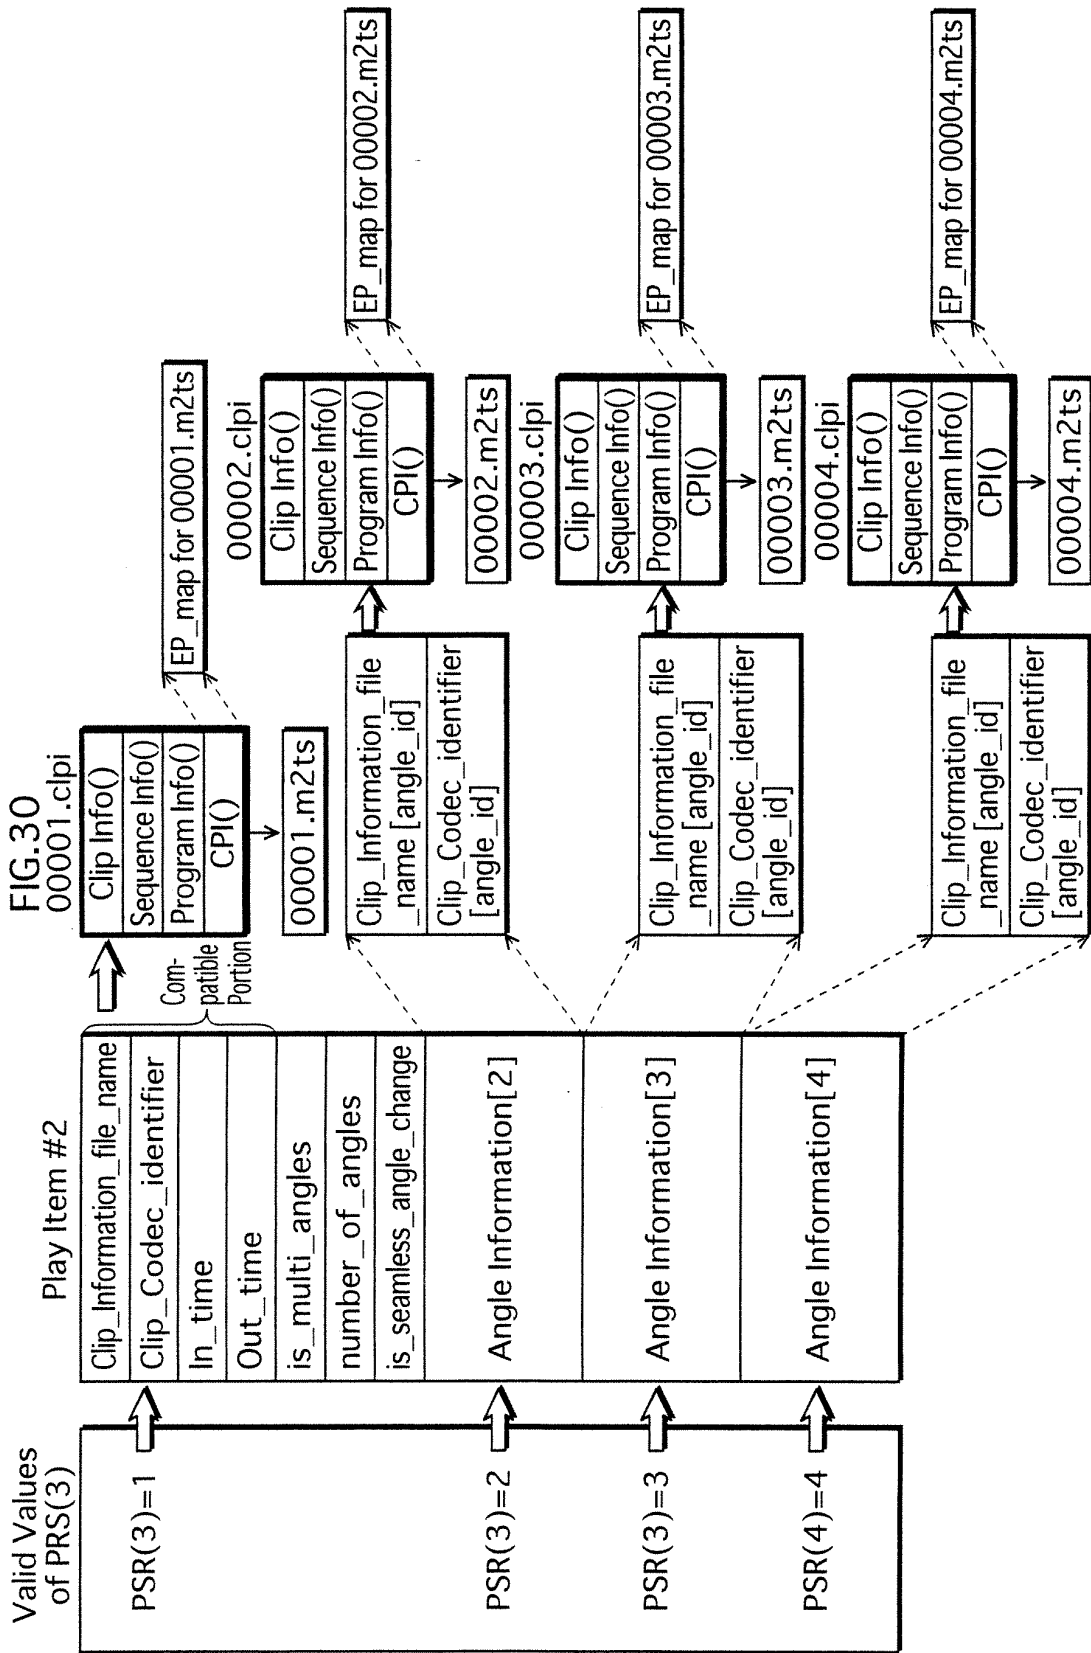 FIG.30
Valid Values
of PRS(3)
PSR(3)=1
PSR(3)=2
PSR(3)=3
PSR(4)=4
Play Item #2
Clip_Information_file_name
Clip_Codec_identifier
In_time
Out_time
is_multi_angles
number_of_angles
is_seamless_angle_change
Angle Information[2]
Angle Information[3]
Angle Information[4]
Com-
patible
Portion
00001.clpi
Clip Info()
Sequence Info()
Program Info()
CPI()
00001.m2ts
EP_map for 00001.m2ts
Clip_Information_file
_name [angle_id]
Clip_Codec_identifier
[angle_id]
00002.clpi
Clip Info()
Sequence Info()
Program Info()
CPI()
00002.m2ts
EP_map for 00002.m2ts
Clip_Information_file
_name [angle_id]
Clip_Codec_identifier
[angle_id]
00003.clpi
Clip Info()
Sequence Info()
Program Info()
CPI()
00003.m2ts
EP_map for 00003.m2ts
Clip_Information_file
_name [angle_id]
Clip_Codec_identifier
[angle_id]
00004.clpi
Clip Info()
Sequence Info()
Program Info()
CPI()
00004.m2ts
EP_map for 00004.m2ts